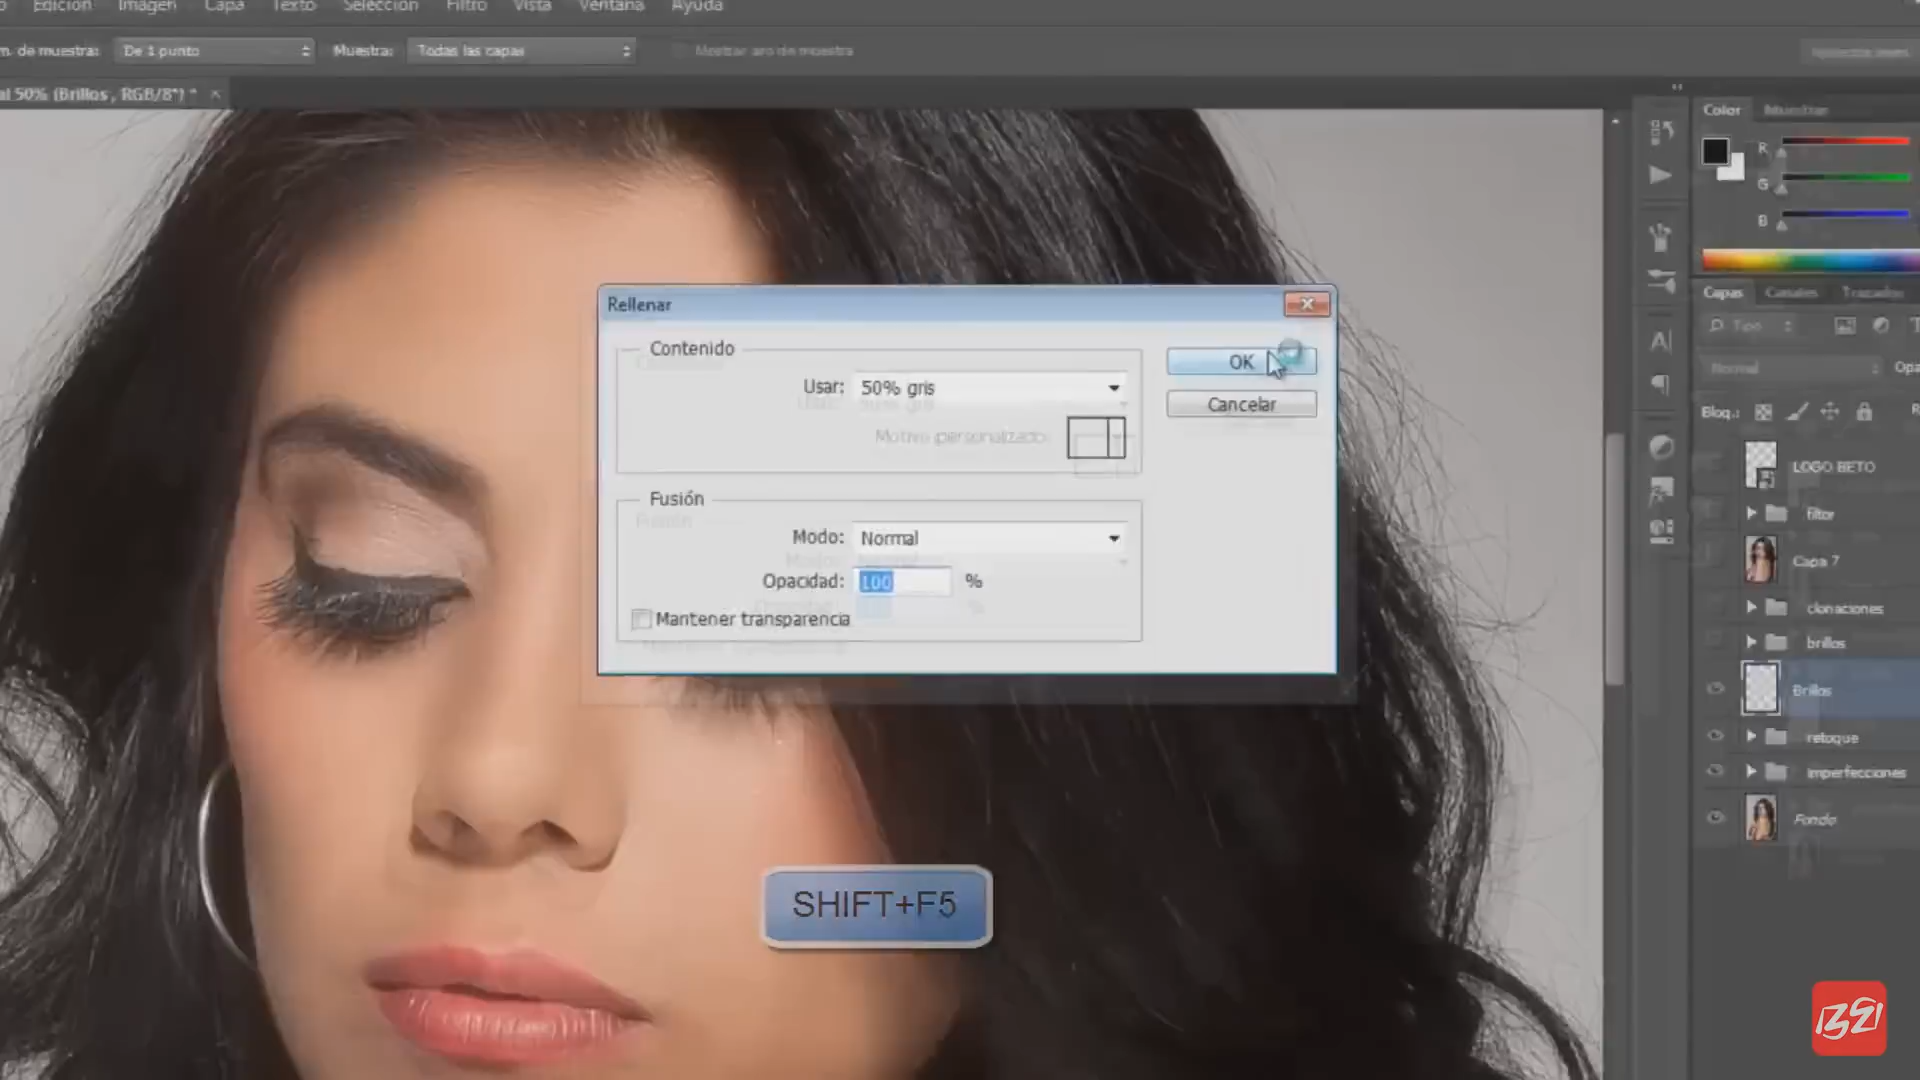 Edición Imagen Capa Texto Selección Filtro Vista Ventana Ayuda
m. de muestra: De 1 punto Muestra: Todas las capas Mostrar aro de muestra
al 50% (Brillos , RGB/8*) * ×
Color
R
G
B
Capas Canales Trazados
Tipo
Normal Opa
Bloq.:
LOGO BETO
filtor
Capa 7
clonaciones
brillos
Brillos
retoque
imperfecciones
Fondo
Rellenar
Contenido
Usar: 50% gris
Motivo personalizado:
OK
Cancelar
Fusión
Modo: Normal
Opacidad: 100 %
Mantener transparencia
SHIFT+F5